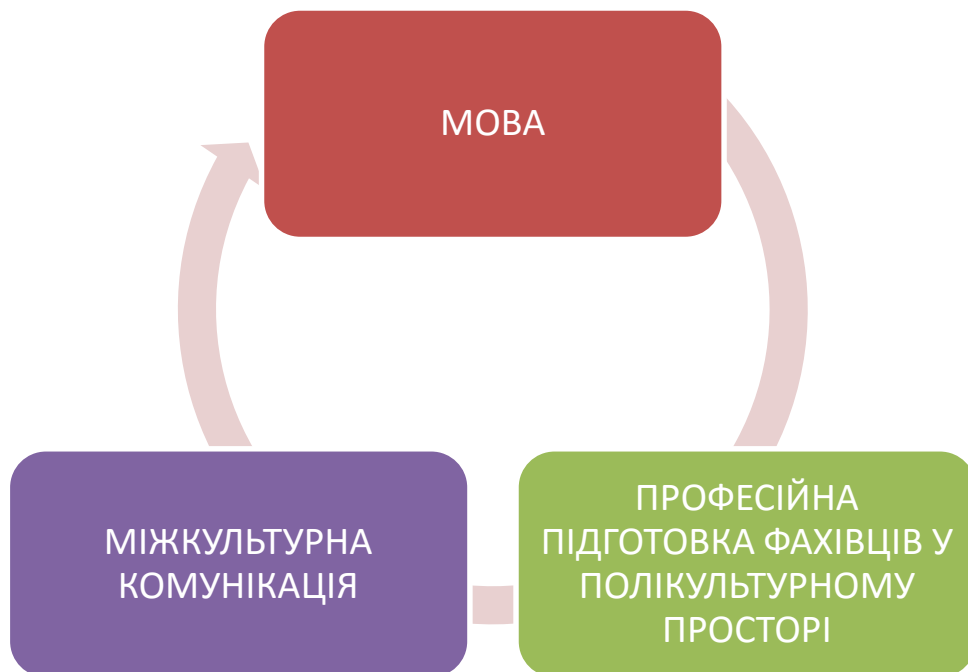 МОВА
МІЖКУЛЬТУРНА
КОМУНІКАЦІЯ
ПРОФЕСІЙНА
ПІДГОТОВКА ФАХІВЦІВ У
ПОЛІКУЛЬТУРНОМУ
ПРОСТОРІ